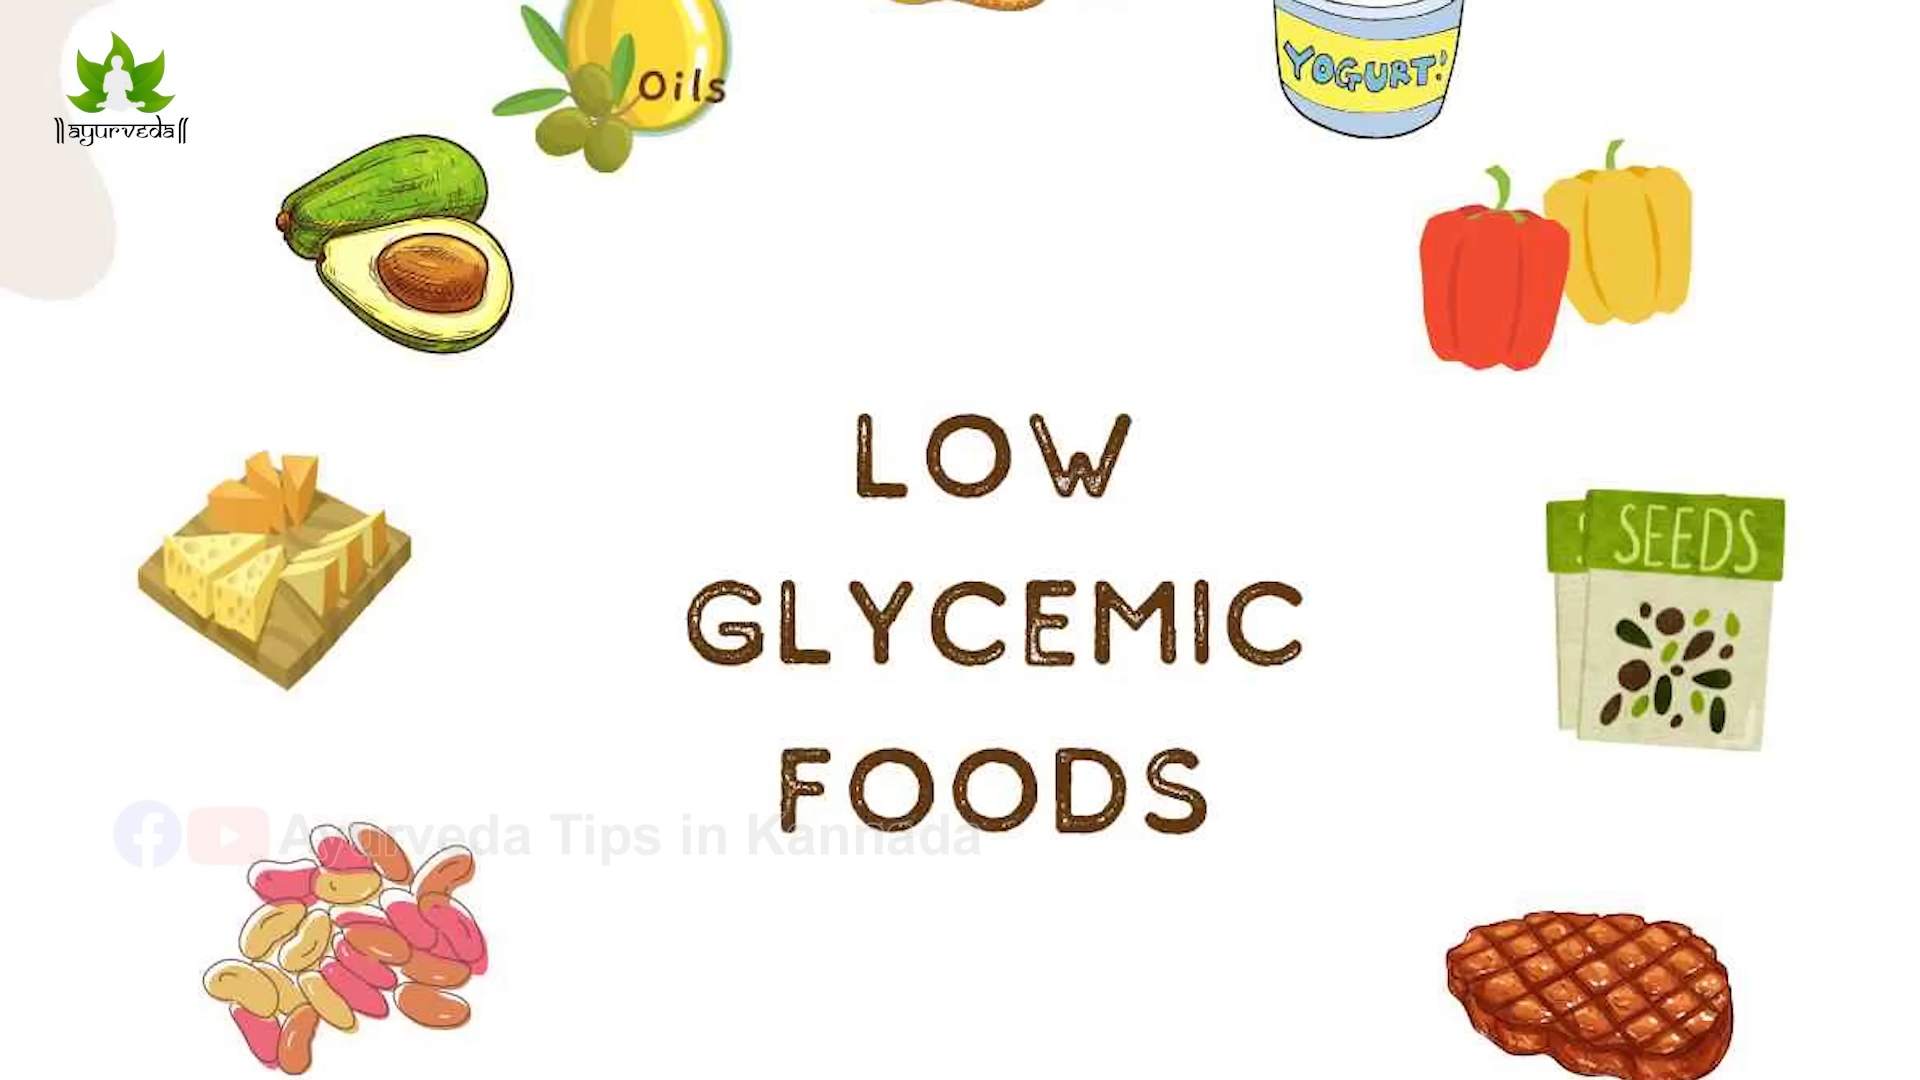 Oils
YOGURT!
||ayurveda||
LOW
SEEDS
GLYCEMIC
FOODS
Ayurveda Tips in Kannada